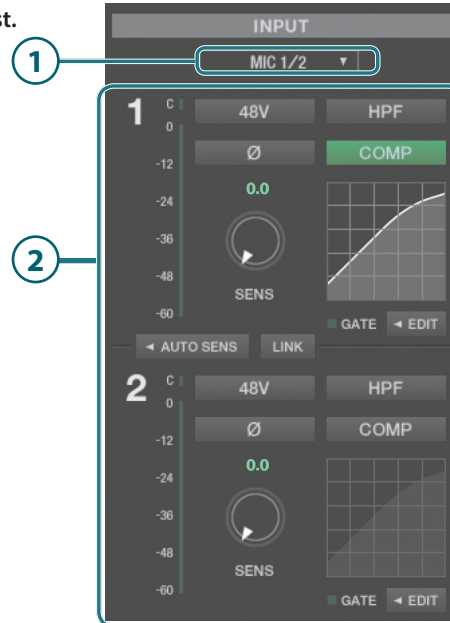 st.
INPUT
1
MIC 1/2 ▼
2
1
C
0
-12
-24
-36
-48
-60
48V
HPF
Ø
COMP
0.0
SENS
GATE ◄ EDIT
◄ AUTO SENS LINK
2
C
0
-12
-24
-36
-48
-60
48V
HPF
Ø
COMP
0.0
SENS
GATE ◄ EDIT